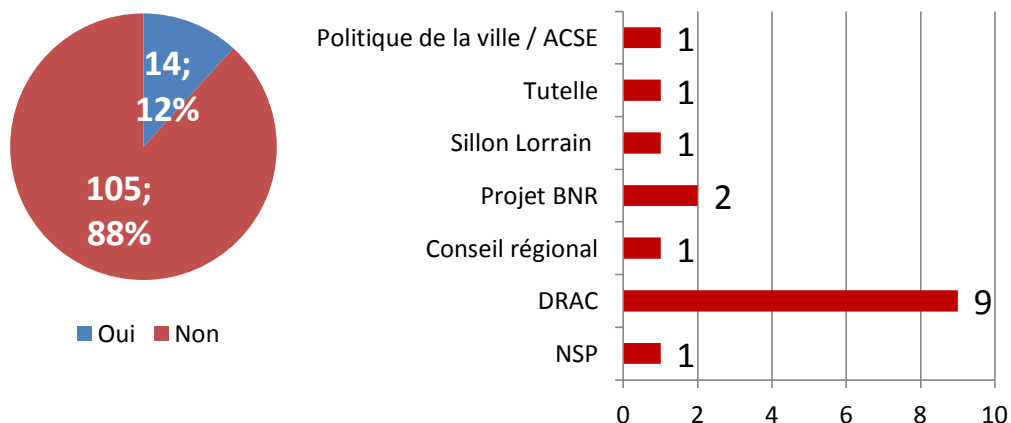 14;
12%
105;
88%
Oui Non
Politique de la ville / ACSE 1
Tutelle 1
Sillon Lorrain 1
Projet BNR 2
Conseil régional 1
DRAC 9
NSP 1
0 2 4 6 8 10